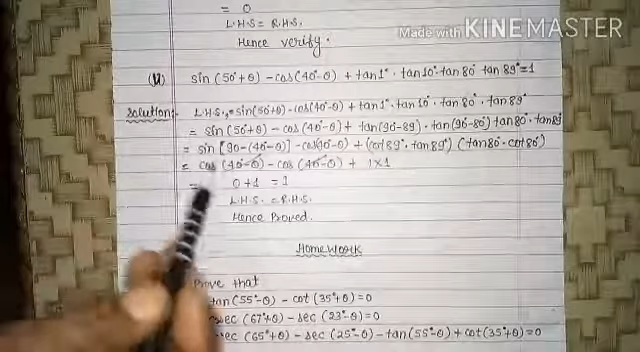 = 0
L.H.S = R.H.S.
Made with KINEMASTER
Hence verify.
sin (50°+θ) - cos(40°-θ) + tan1°. tan10°. tan80° tan 89°=1
Solution:- L.H.S.=sin(50°+θ)-cos(40°-θ) + tan1°. tan10°. tan80°. tan89°
= sin (50°+θ) - cos (40°-θ) + tan(90-89). tan(90-80) tan80. tan89
= sin [90-(40-θ)] -cos(40-θ)+(cot89°. tan89°) (tan80. cot80)
= cos (40-θ) - cos (40-θ) + 1x1
= 0+1 =1
L.H.S. = R.H.S.
Hence Proved.
Homework
Prove that
tan (55°-θ) - cot (35°+θ)=0
sec (67°+θ) - sec (23°-θ) =0
sec (65°+θ) - sec (25°-θ) - tan(55°-θ) + cot(35°+θ) =0